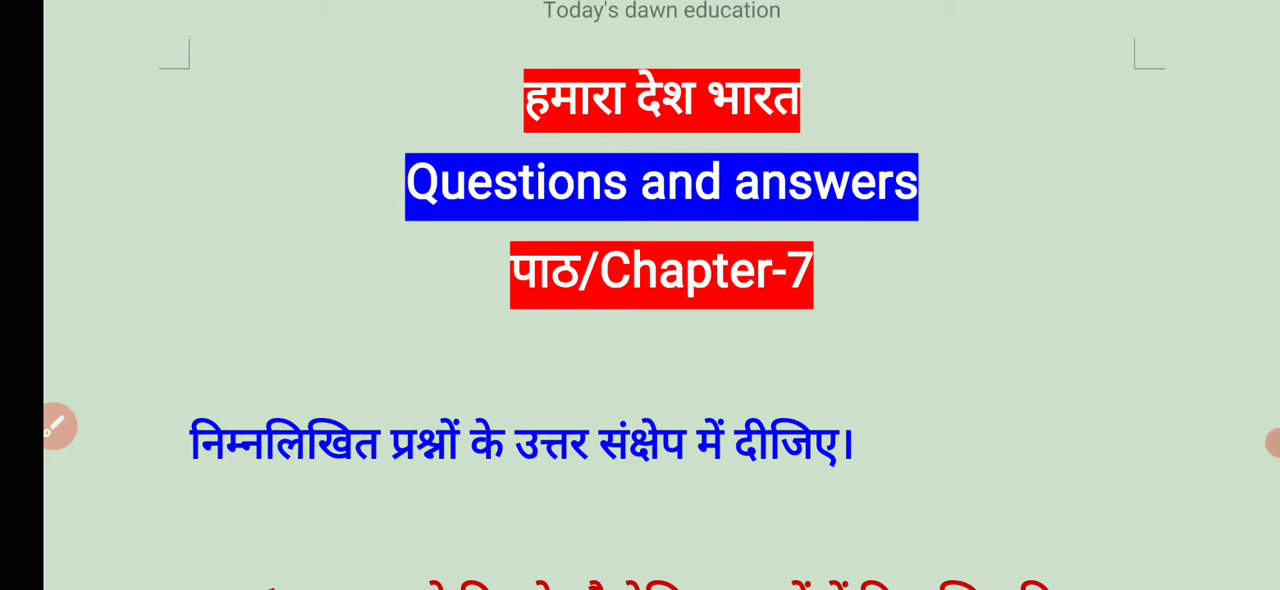 Today's dawn education
हमारा देश भारत
Questions and answers
पाठ/Chapter-7
निम्नलिखित प्रश्नों के उत्तर संक्षेप में दीजिए।